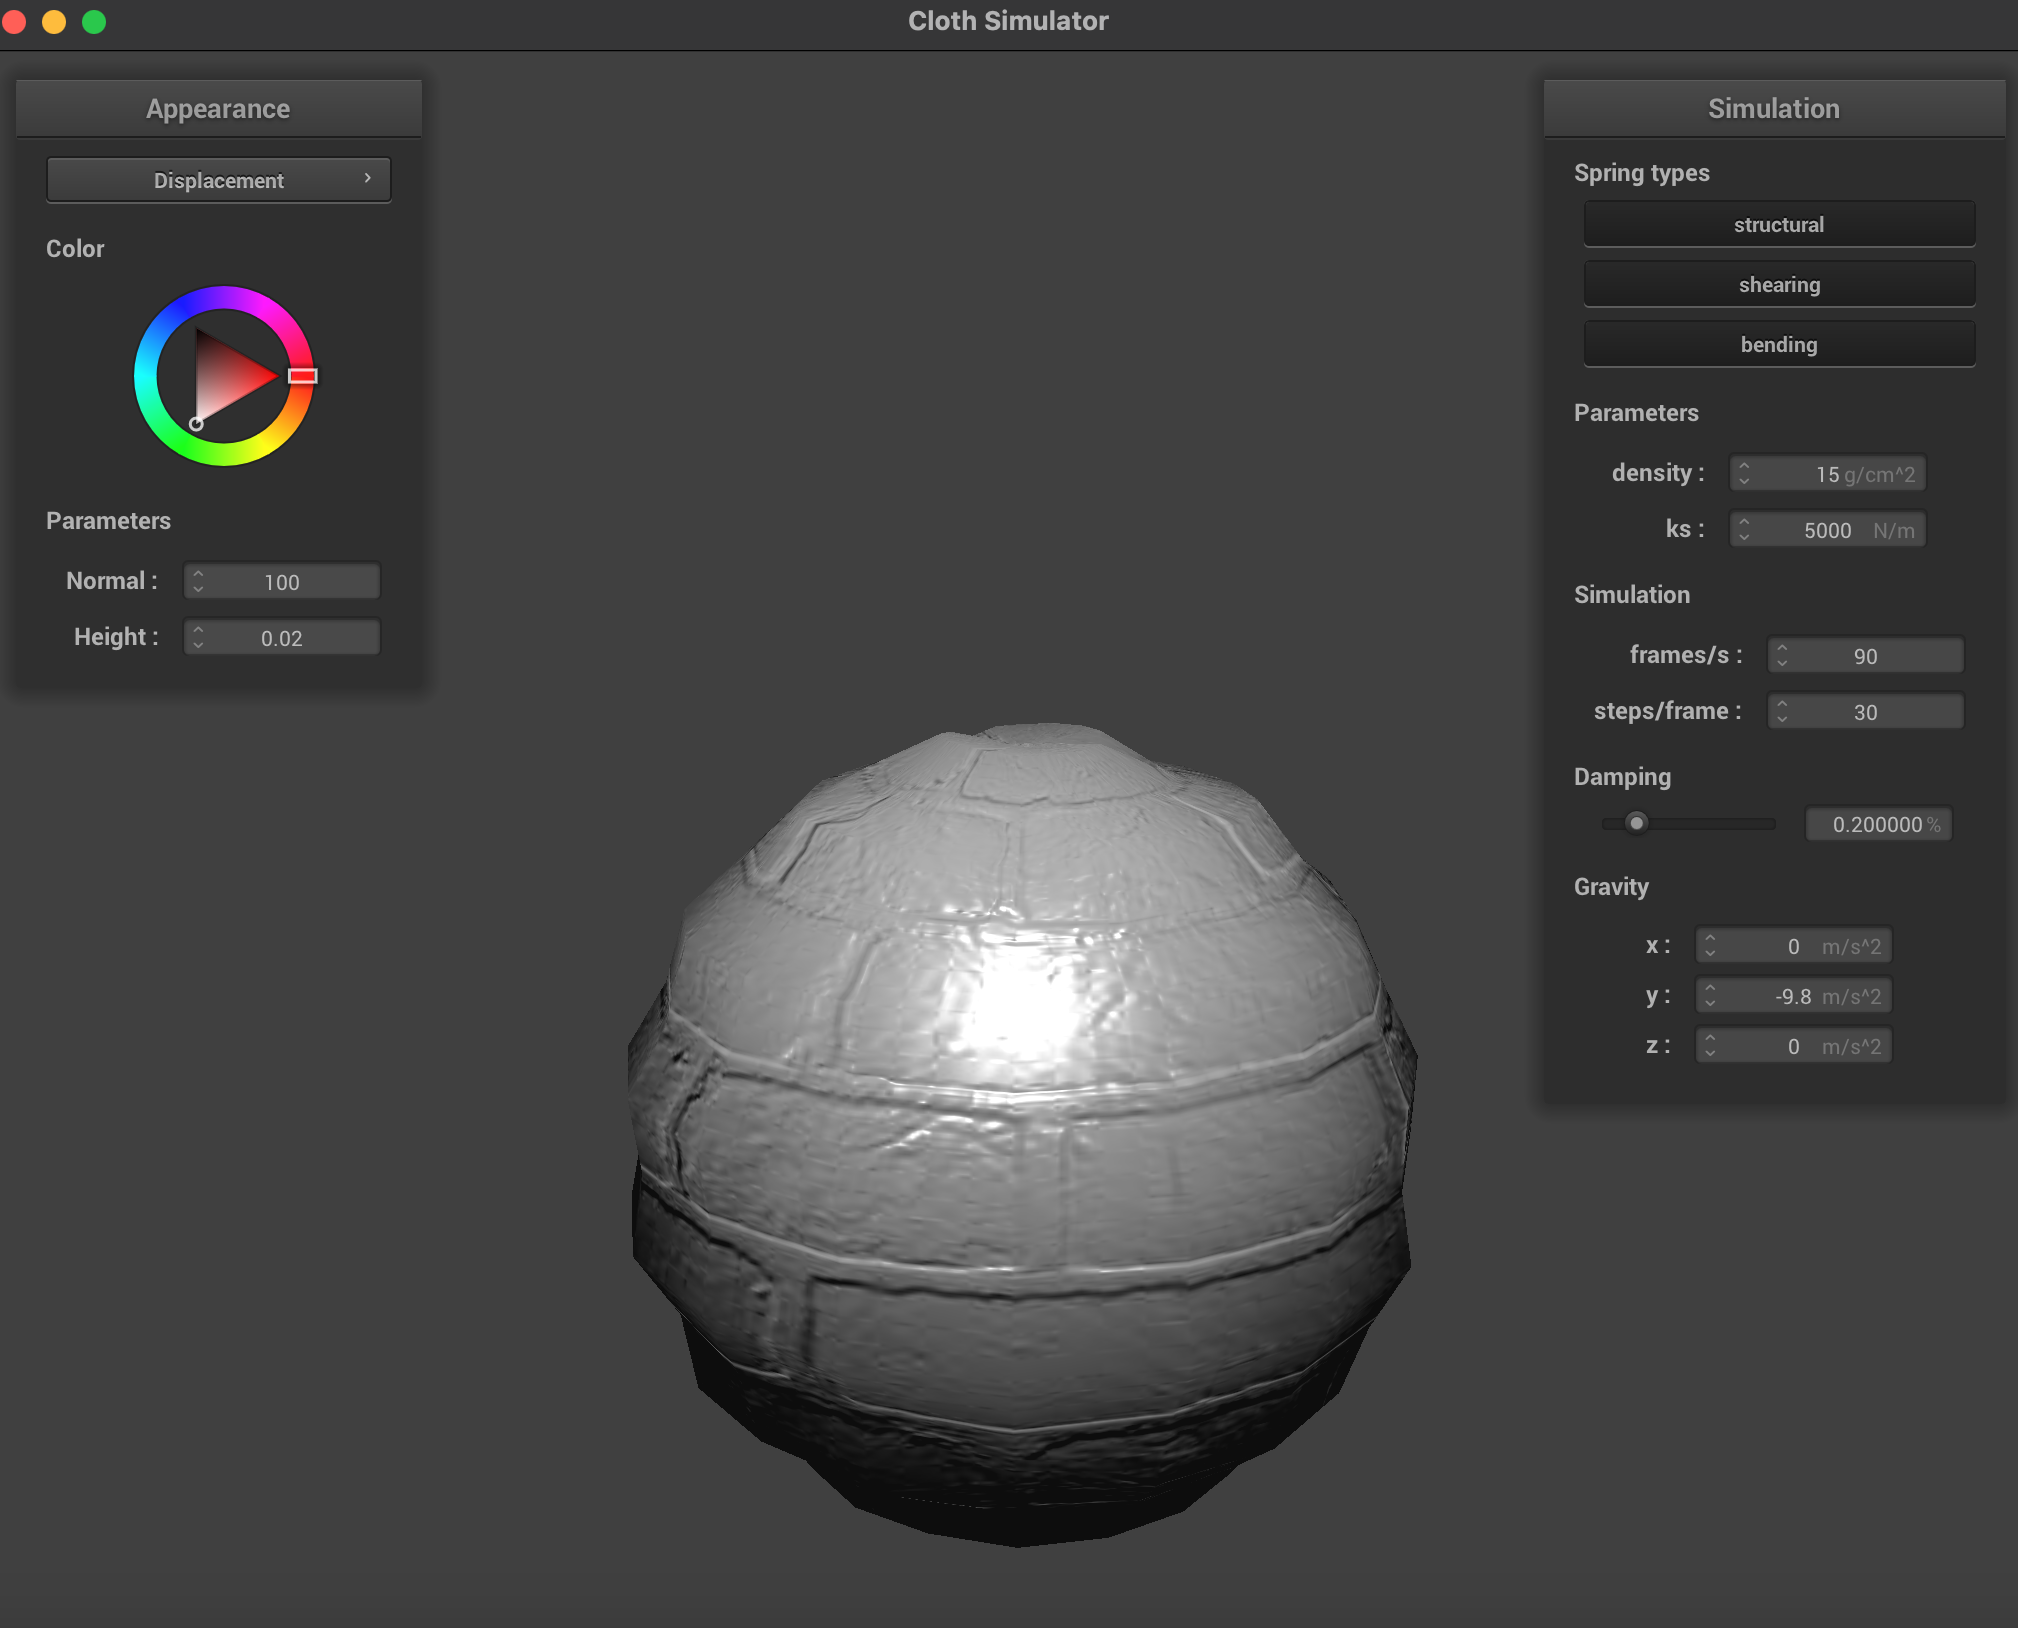 Cloth Simulator
Appearance
Displacement
Color
Parameters
Normal : 100
Height : 0.02
Simulation
Spring types
structural
shearing
bending
Parameters
density : 15 g/cm^2
ks : 5000 N/m
Simulation
frames/s : 90
steps/frame : 30
Damping
0.200000 %
Gravity
x : 0 m/s^2
y : -9.8 m/s^2
z : 0 m/s^2